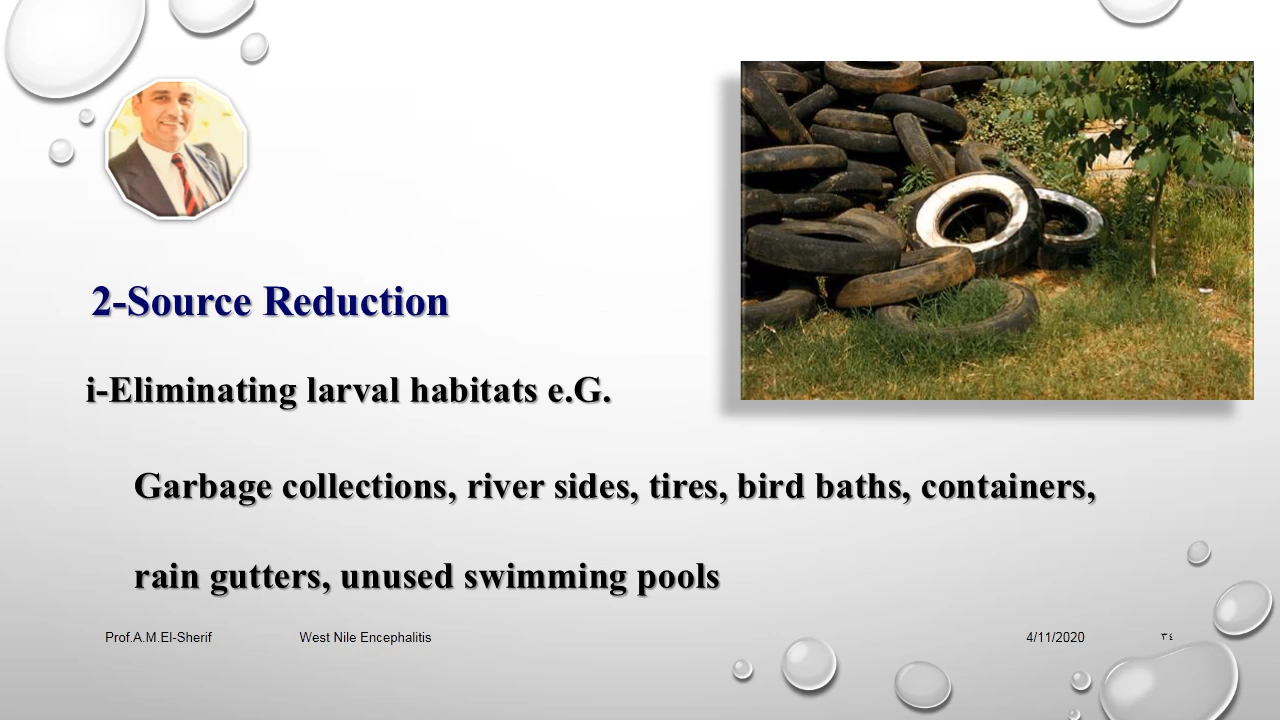 2-Source Reduction
i-Eliminating larval habitats e.G.
Garbage collections, river sides, tires, bird baths, containers,
rain gutters, unused swimming pools
Prof.A.M.El-Sherif West Nile Encephalitis 4/11/2020 ٣٤